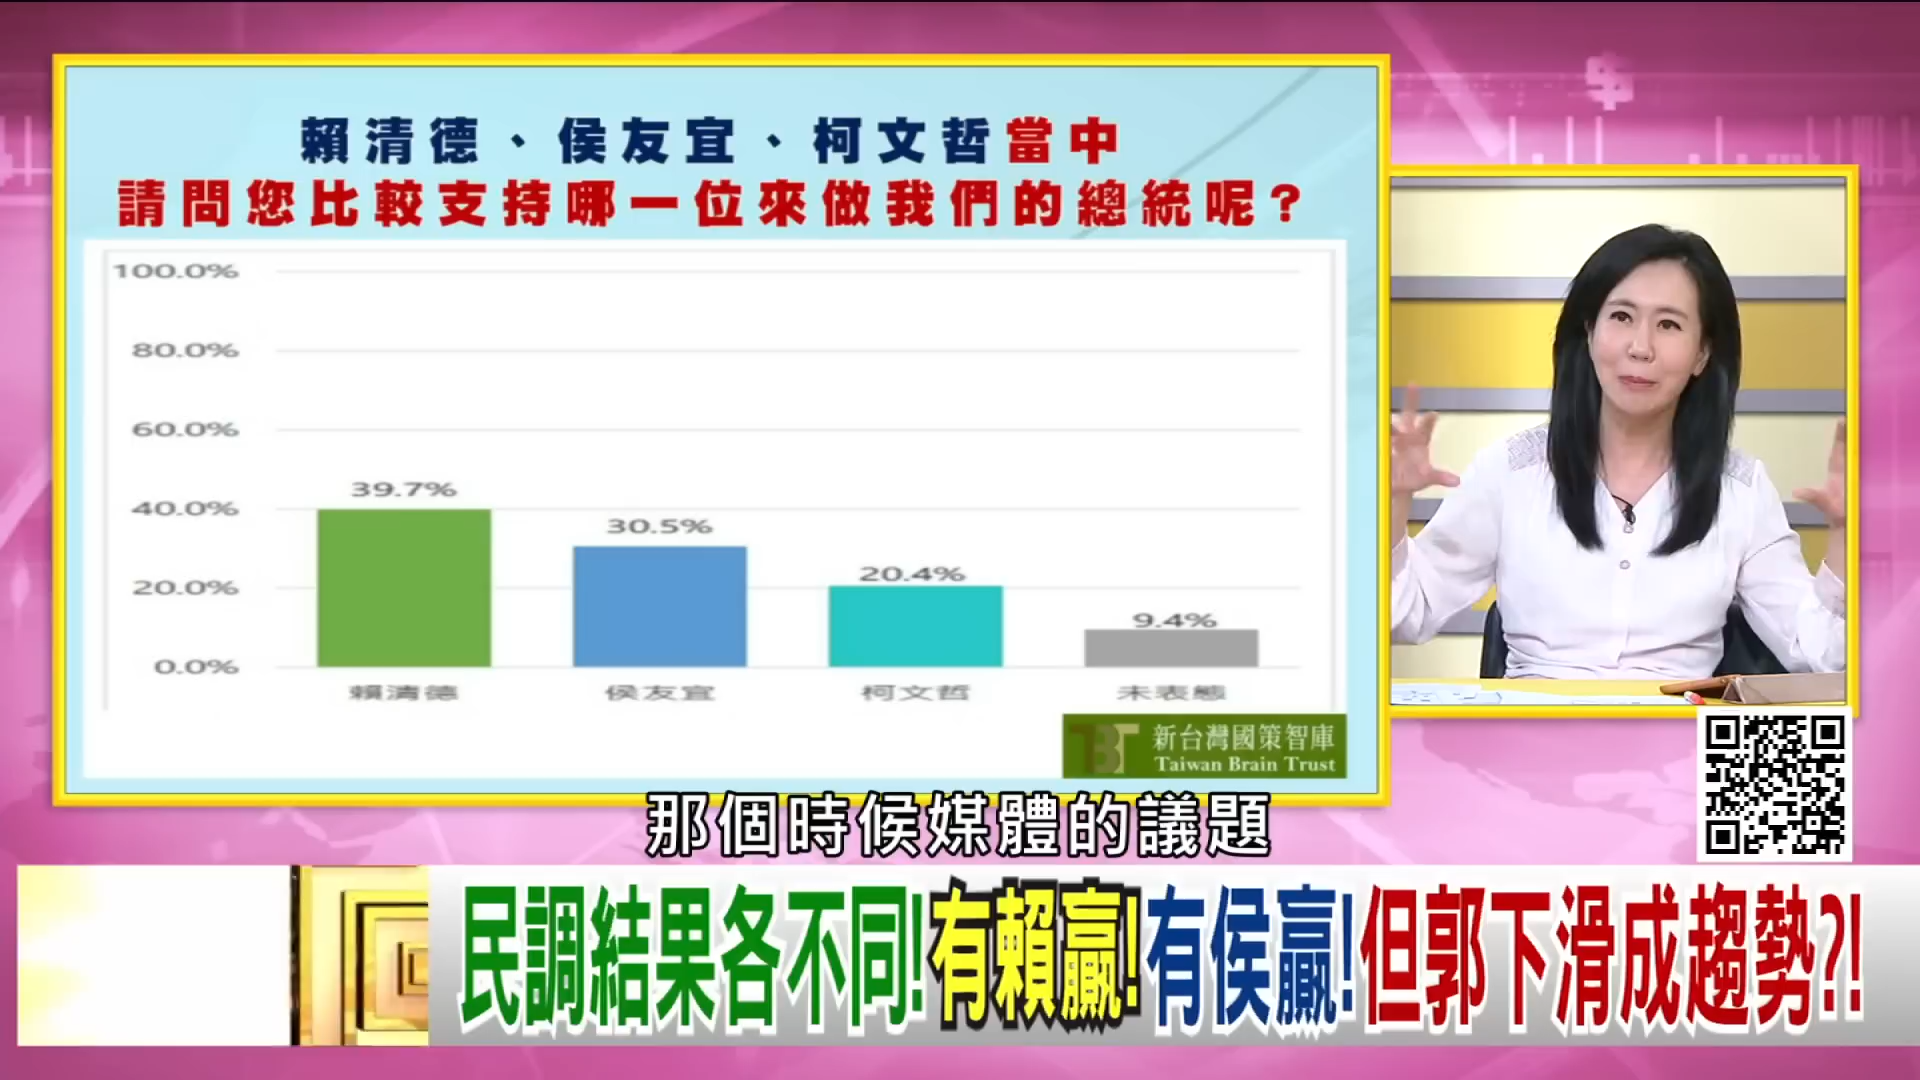 賴清德、侯友宜、柯文哲當中
請問您比較支持哪一位來做我們的總統呢?
100.0%
80.0%
60.0%
40.0%
20.0%
0.0%
39.7%
30.5%
20.4%
9.4%
賴清德
侯友宜
柯文哲
未表態
TBT
新台灣國策智庫
Taiwan Brain Trust
那個時候媒體的議題
民調結果各不同!有賴贏!有侯贏!但郭下滑成趨勢?!